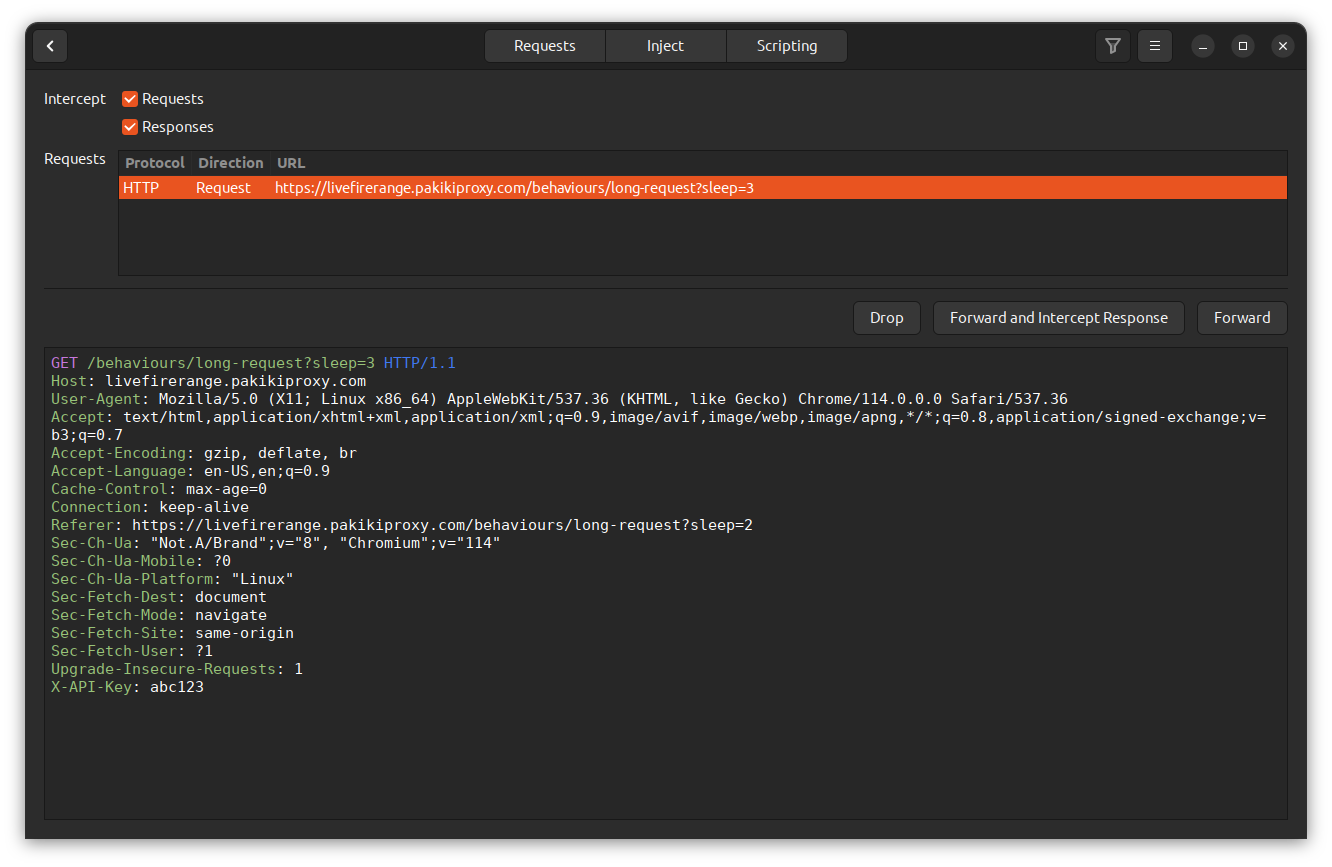 Requests Inject Scripting
Intercept Requests
Responses
Requests
Protocol Direction URL
HTTP Request https://livefirerange.pakikiproxy.com/behaviours/long-request?sleep=3
Drop Forward and Intercept Response Forward
GET /behaviours/long-request?sleep=3 HTTP/1.1
Host: livefirerange.pakikiproxy.com
User-Agent: Mozilla/5.0 (X11; Linux x86_64) AppleWebKit/537.36 (KHTML, like Gecko) Chrome/114.0.0.0 Safari/537.36
Accept: text/html,application/xhtml+xml,application/xml;q=0.9,image/avif,image/webp,image/apng,*/*;q=0.8,application/signed-exchange;v=
b3;q=0.7
Accept-Encoding: gzip, deflate, br
Accept-Language: en-US,en;q=0.9
Cache-Control: max-age=0
Connection: keep-alive
Referer: https://livefirerange.pakikiproxy.com/behaviours/long-request?sleep=2
Sec-Ch-Ua: "Not.A/Brand";v="8", "Chromium";v="114"
Sec-Ch-Ua-Mobile: ?0
Sec-Ch-Ua-Platform: "Linux"
Sec-Fetch-Dest: document
Sec-Fetch-Mode: navigate
Sec-Fetch-Site: same-origin
Sec-Fetch-User: ?1
Upgrade-Insecure-Requests: 1
X-API-Key: abc123